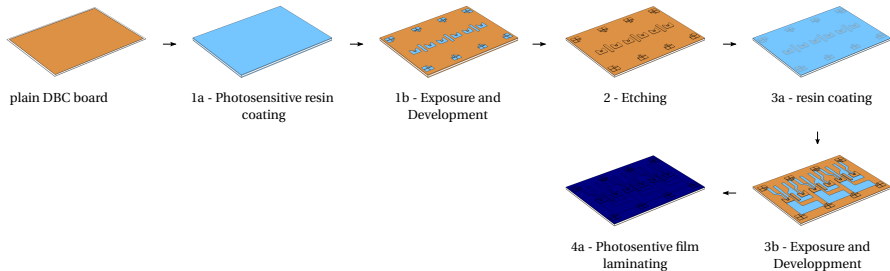 plain DBC board
1a - Photosensitive resin
coating
1b - Exposure and
Development
2 - Etching
3a - resin coating
4a - Photosentive film
laminating
3b - Exposure and
Developpment